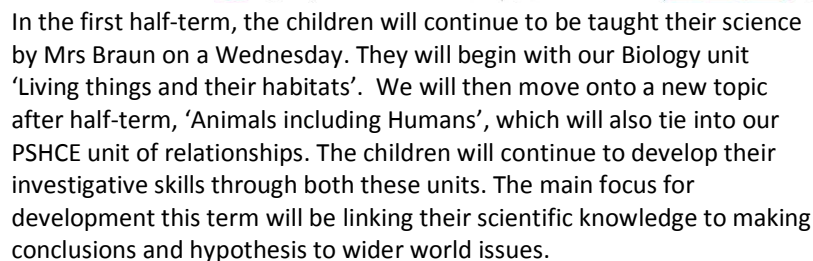 In the first half-term, the children will continue to be taught their science
by Mrs Braun on a Wednesday. They will begin with our Biology unit
‘Living things and their habitats’.  We will then move onto a new topic
after half-term, ‘Animals including Humans’, which will also tie into our
PSHCE unit of relationships. The children will continue to develop their
investigative skills through both these units. The main focus for
development this term will be linking their scientific knowledge to making
conclusions and hypothesis to wider world issues.